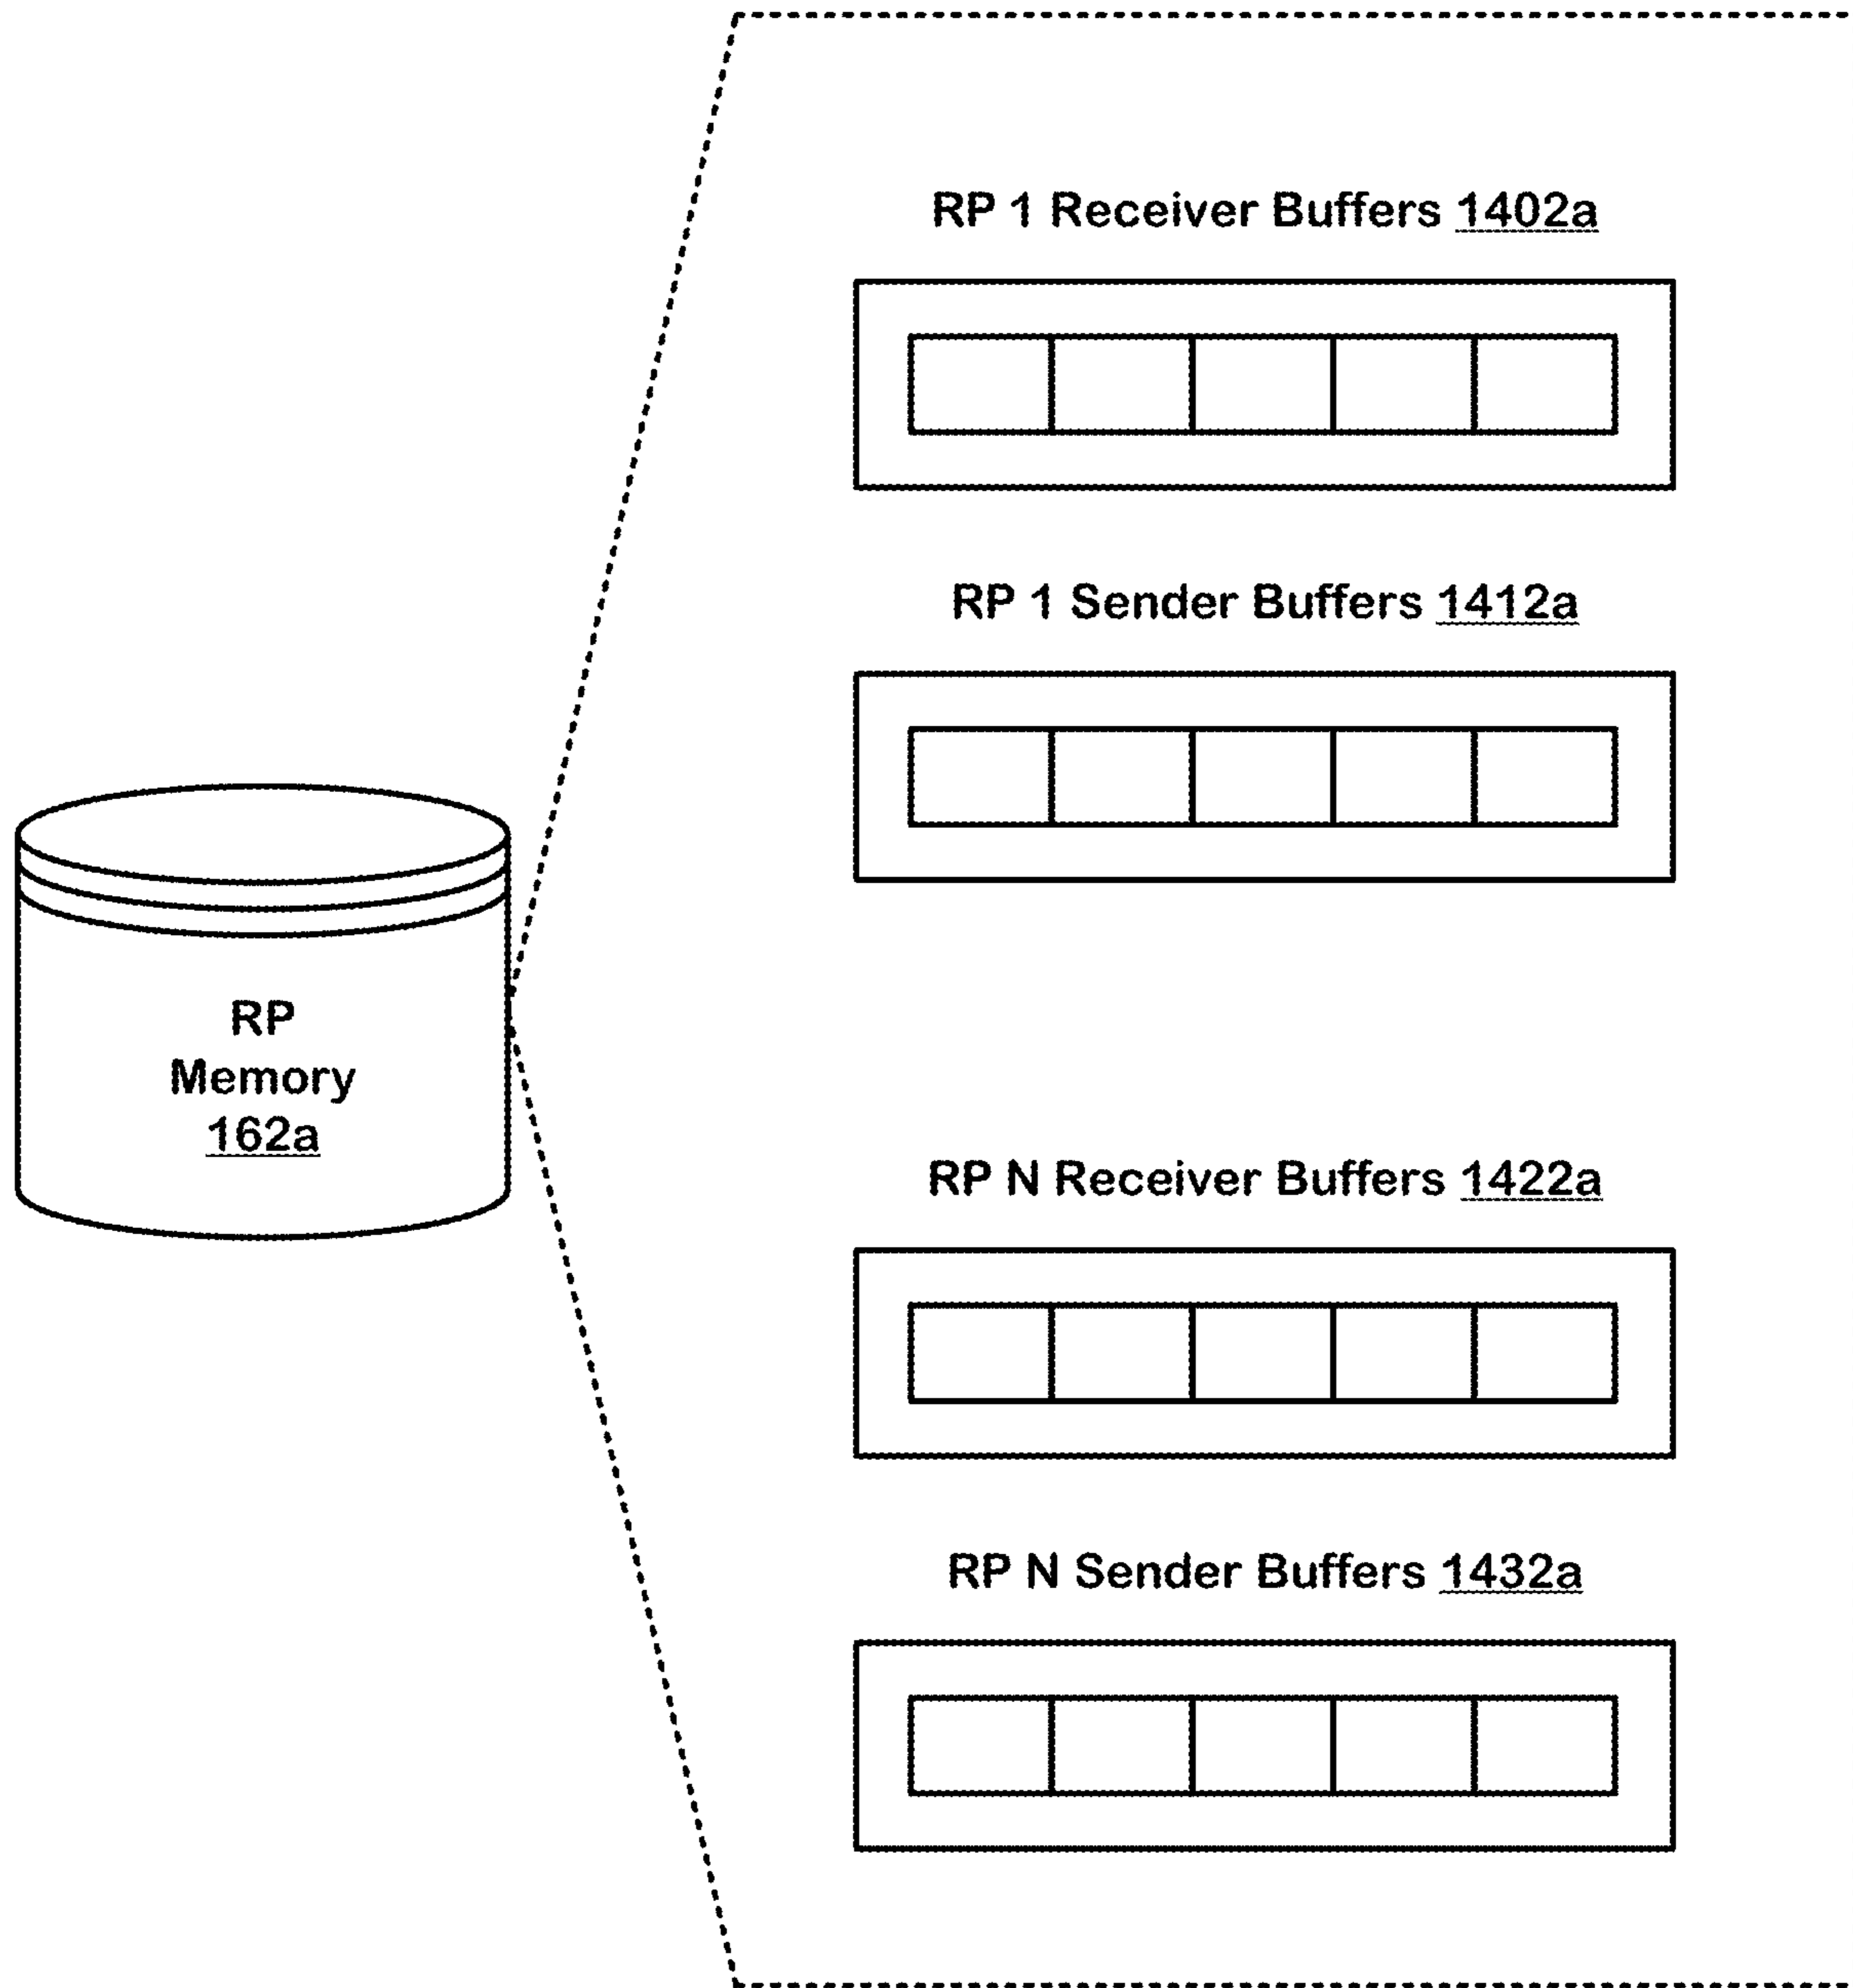 RP 1 Receiver Buffers 1402a
RP 1 Sender Buffers 1412a
RP
Memory
162a
RP N Receiver Buffers 1422a
RP N Sender Buffers 1432a